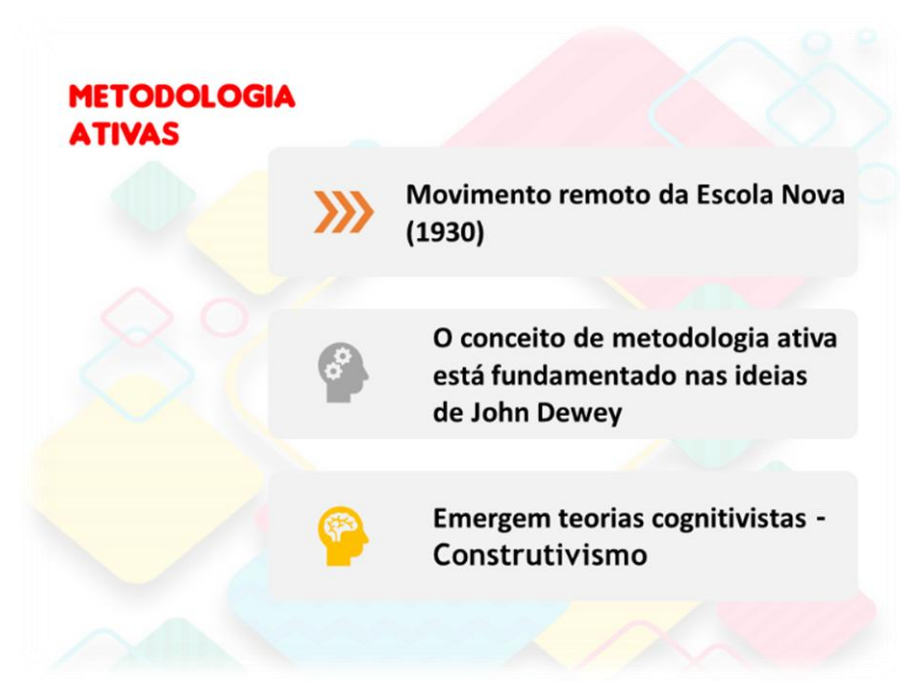 METODOLOGIA
ATIVAS
Movimento remoto da Escola Nova
(1930)
O conceito de metodologia ativa
está fundamentado nas ideias
de John Dewey
Emergem teorias cognitivistas -
Construtivismo